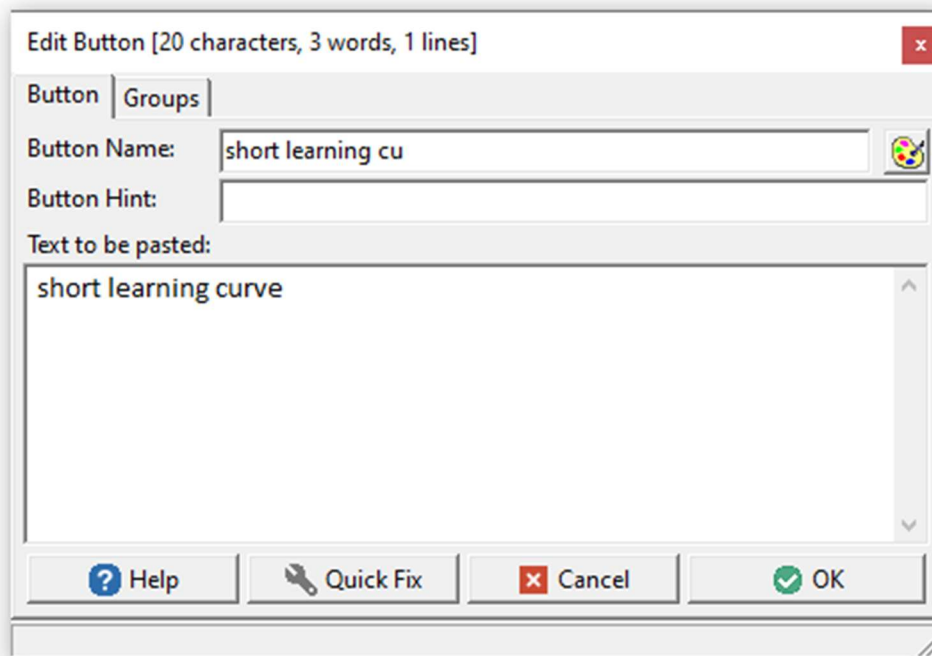 Edit Button [20 characters, 3 words, 1 lines]
x
Button Groups
Button Name: short learning cu
Button Hint:
Text to be pasted:
short learning curve
? Help Quick Fix x Cancel OK